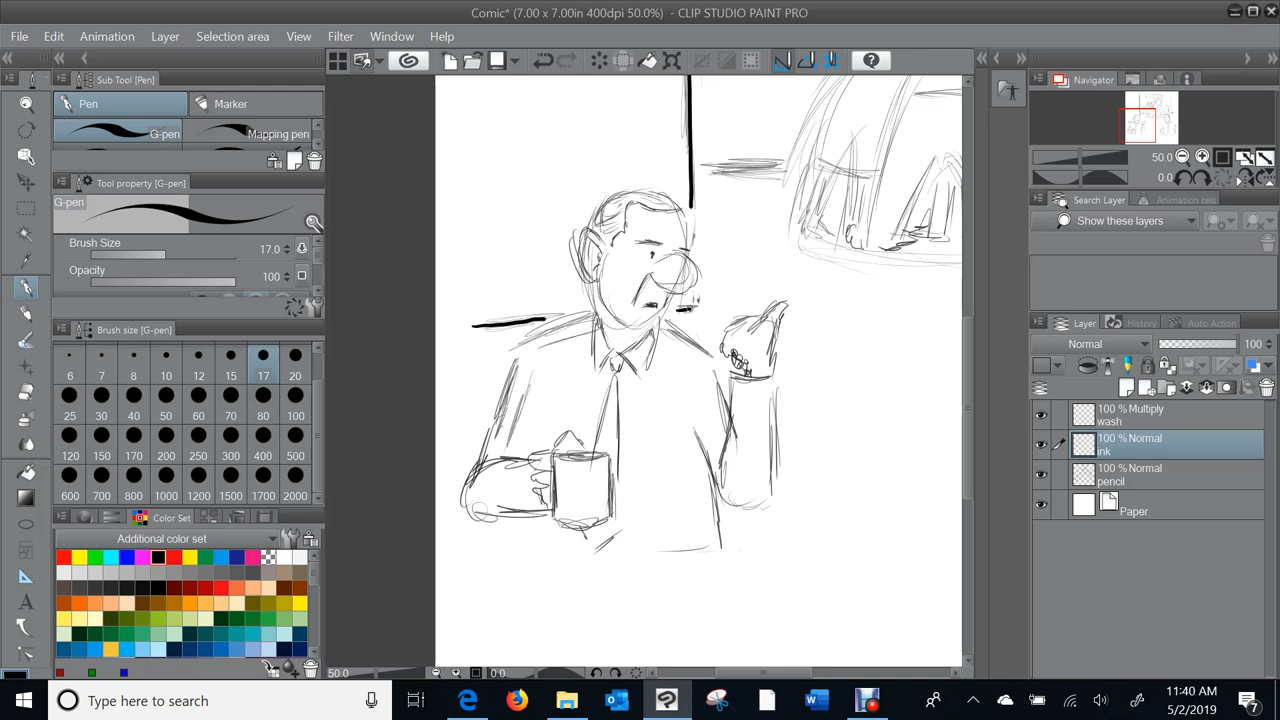 Comic* (7.00 x 7.00in 400dpi 50.0%) - CLIP STUDIO PAINT PRO
File Edit Animation Layer Selection area View Filter Window Help
Sub Tool [Pen]
Pen Marker
G-pen Mapping pen
Tool property [G-pen]
G-pen
Brush Size 17.0
Opacity 100
Brush size [G-pen]
6 7 8 10 12 15 17 20
25 30 40 50 60 70 80 100
120 150 170 200 250 300 400 500
600 700 800 1000 1200 1500 1700 2000
Color Set
Additional color set
50.0 0.0
Navigator
50.0
0.0
Search Layer Animation cels
Show these layers
Layer History Auto Action
Normal 100
100 % Multiply
wash
100 % Normal
ink
100 % Normal
pencil
Paper
Type here to search
11:40 AM
5/2/2019
7